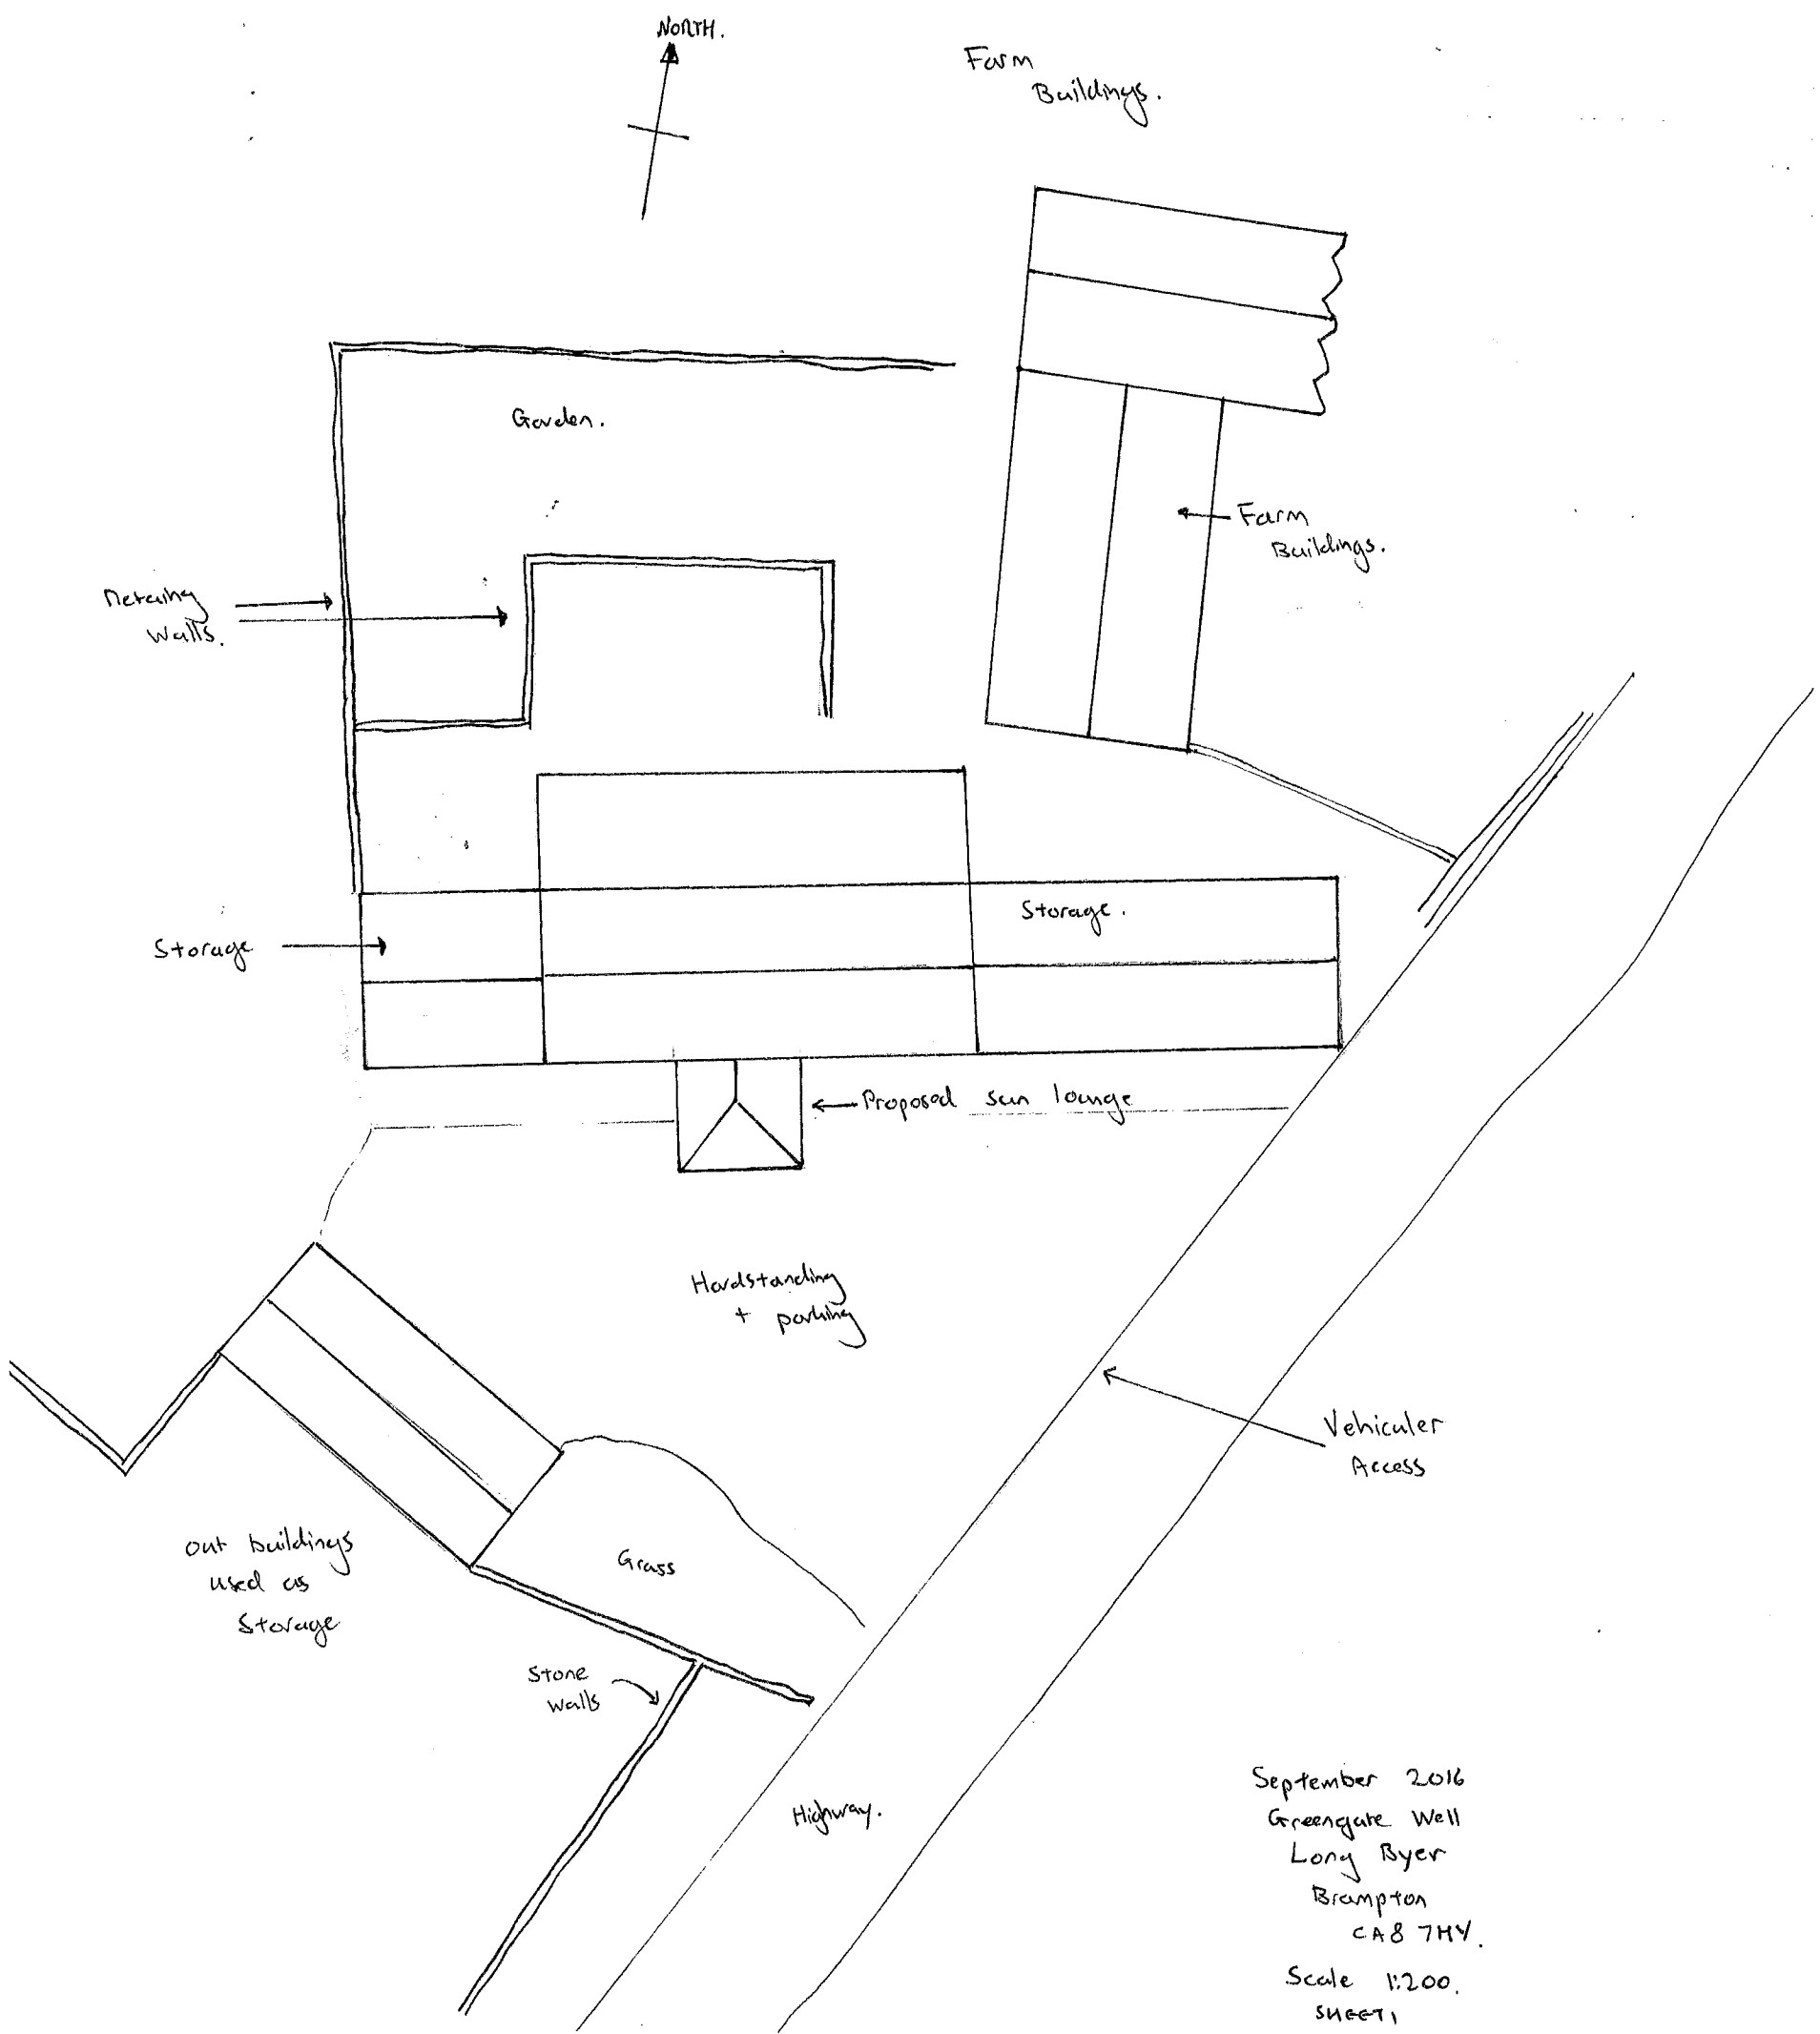 NORTH.
Farm
Buildings.
Garden.
Farm
Buildings.
Retaing
Walls.
Storage.
Storage
Proposed sun lounge
Hardstanding
+ parking
Vehiculer
Access
Out buildings
used as
Storage
Grass
Stone
Walls
Highway.
September 2016
Greengate Well
Long Byer
Brampton
CA8 7HY.
Scale 1:200.
SHEET 1